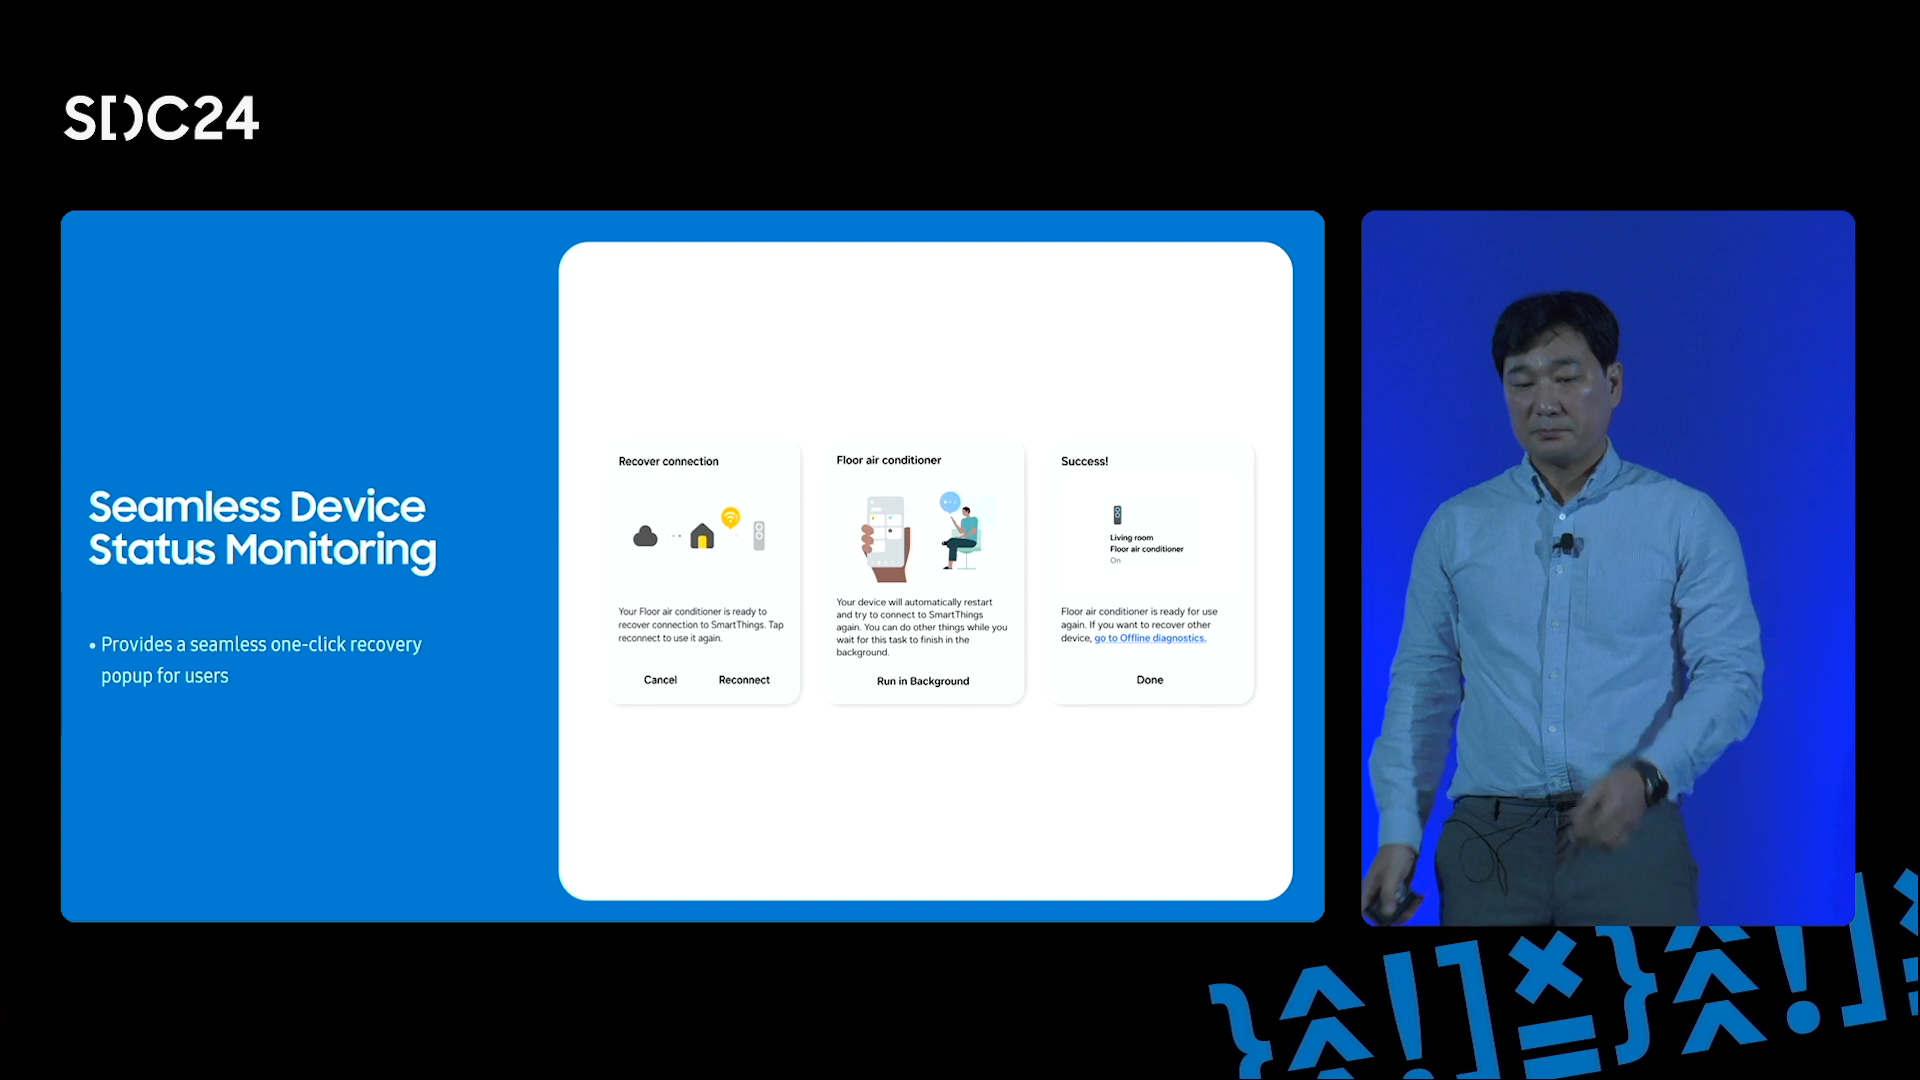 SDC24
Seamless Device
Status Monitoring
• Provides a seamless one-click recovery
popup for users
Recover connection
Your Floor air conditioner is ready to
recover connection to SmartThings. Tap
reconnect to use it again.
Cancel Reconnect
Floor air conditioner
Your device will automatically restart
and try to connect to SmartThings
again. You can do other things while you
wait for this task to finish in the
background.
Run in Background
Success!
Living room
Floor air conditioner
On
Floor air conditioner is ready for use
again. If you want to recover other
device, go to Offline diagnostics.
Done